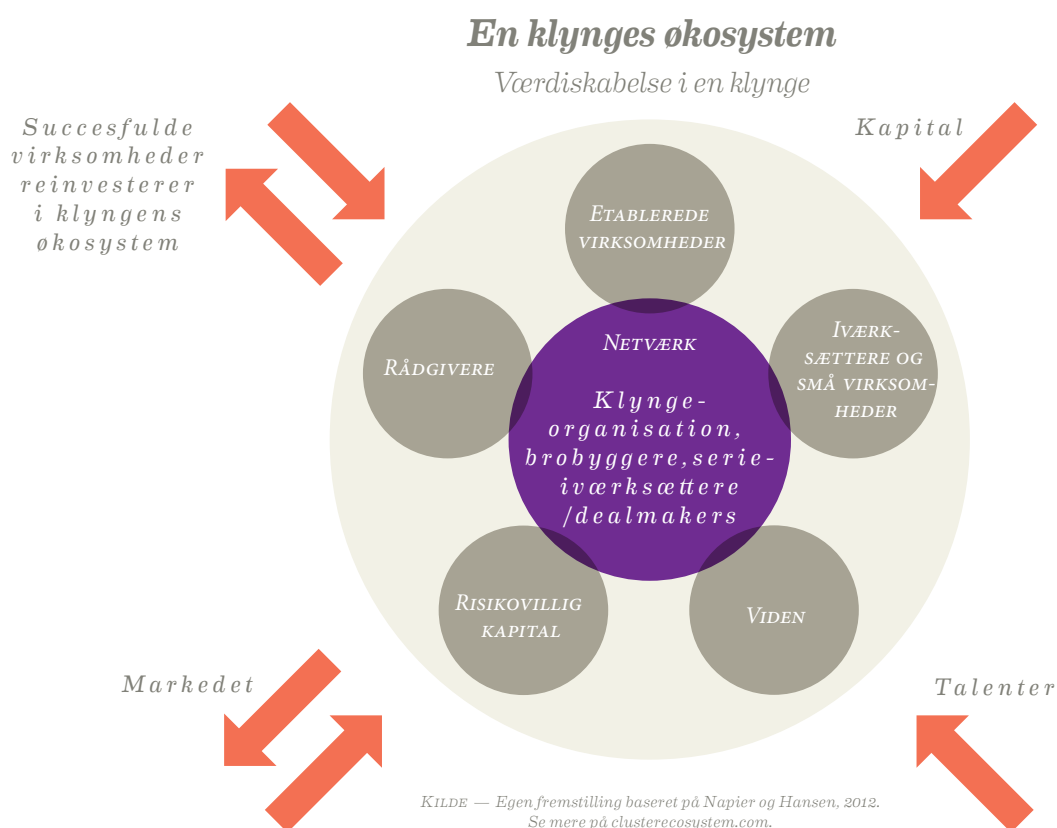 En klynges økosystem
Værdiskabelse i en klynge
Succesfulde
virksomheder
reinvesterer
i klyngens
økosystem
Kapital
Etablerede
virksomheder
Netværk
Klynge-
organisation,
brobyggere, serie-
iværksættere
/dealmakers
Rådgivere
Iværk-
sættere og
små virksom-
heder
Risikovillig
kapital
Viden
Markedet
Talenter
Kilde — Egen fremstilling baseret på Napier og Hansen, 2012.
Se mere på clusterecosystem.com.